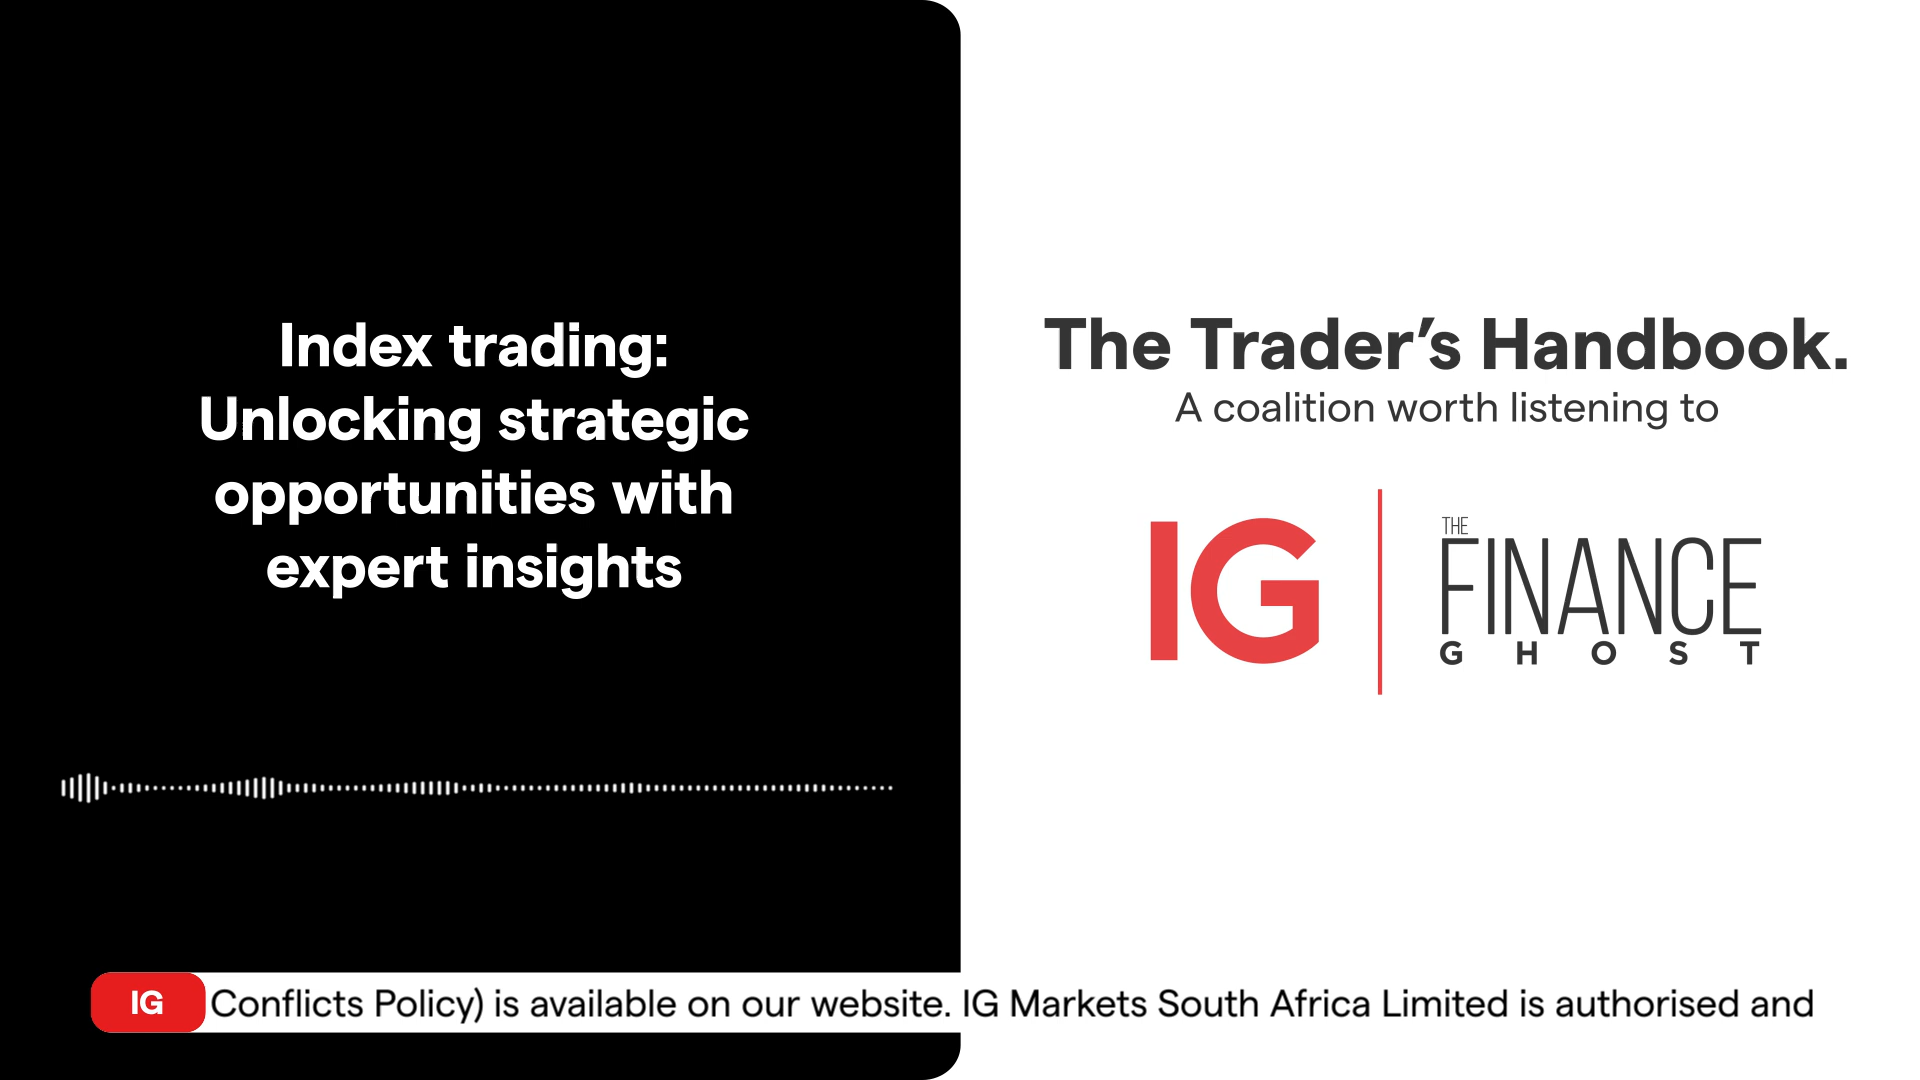 Index trading:
Unlocking strategic
opportunities with
expert insights
The Trader’s Handbook.
A coalition worth listening to
IG
THE
FINANCE
GHOST
IG
Conflicts Policy) is available on our website. IG Markets South Africa Limited is authorised and